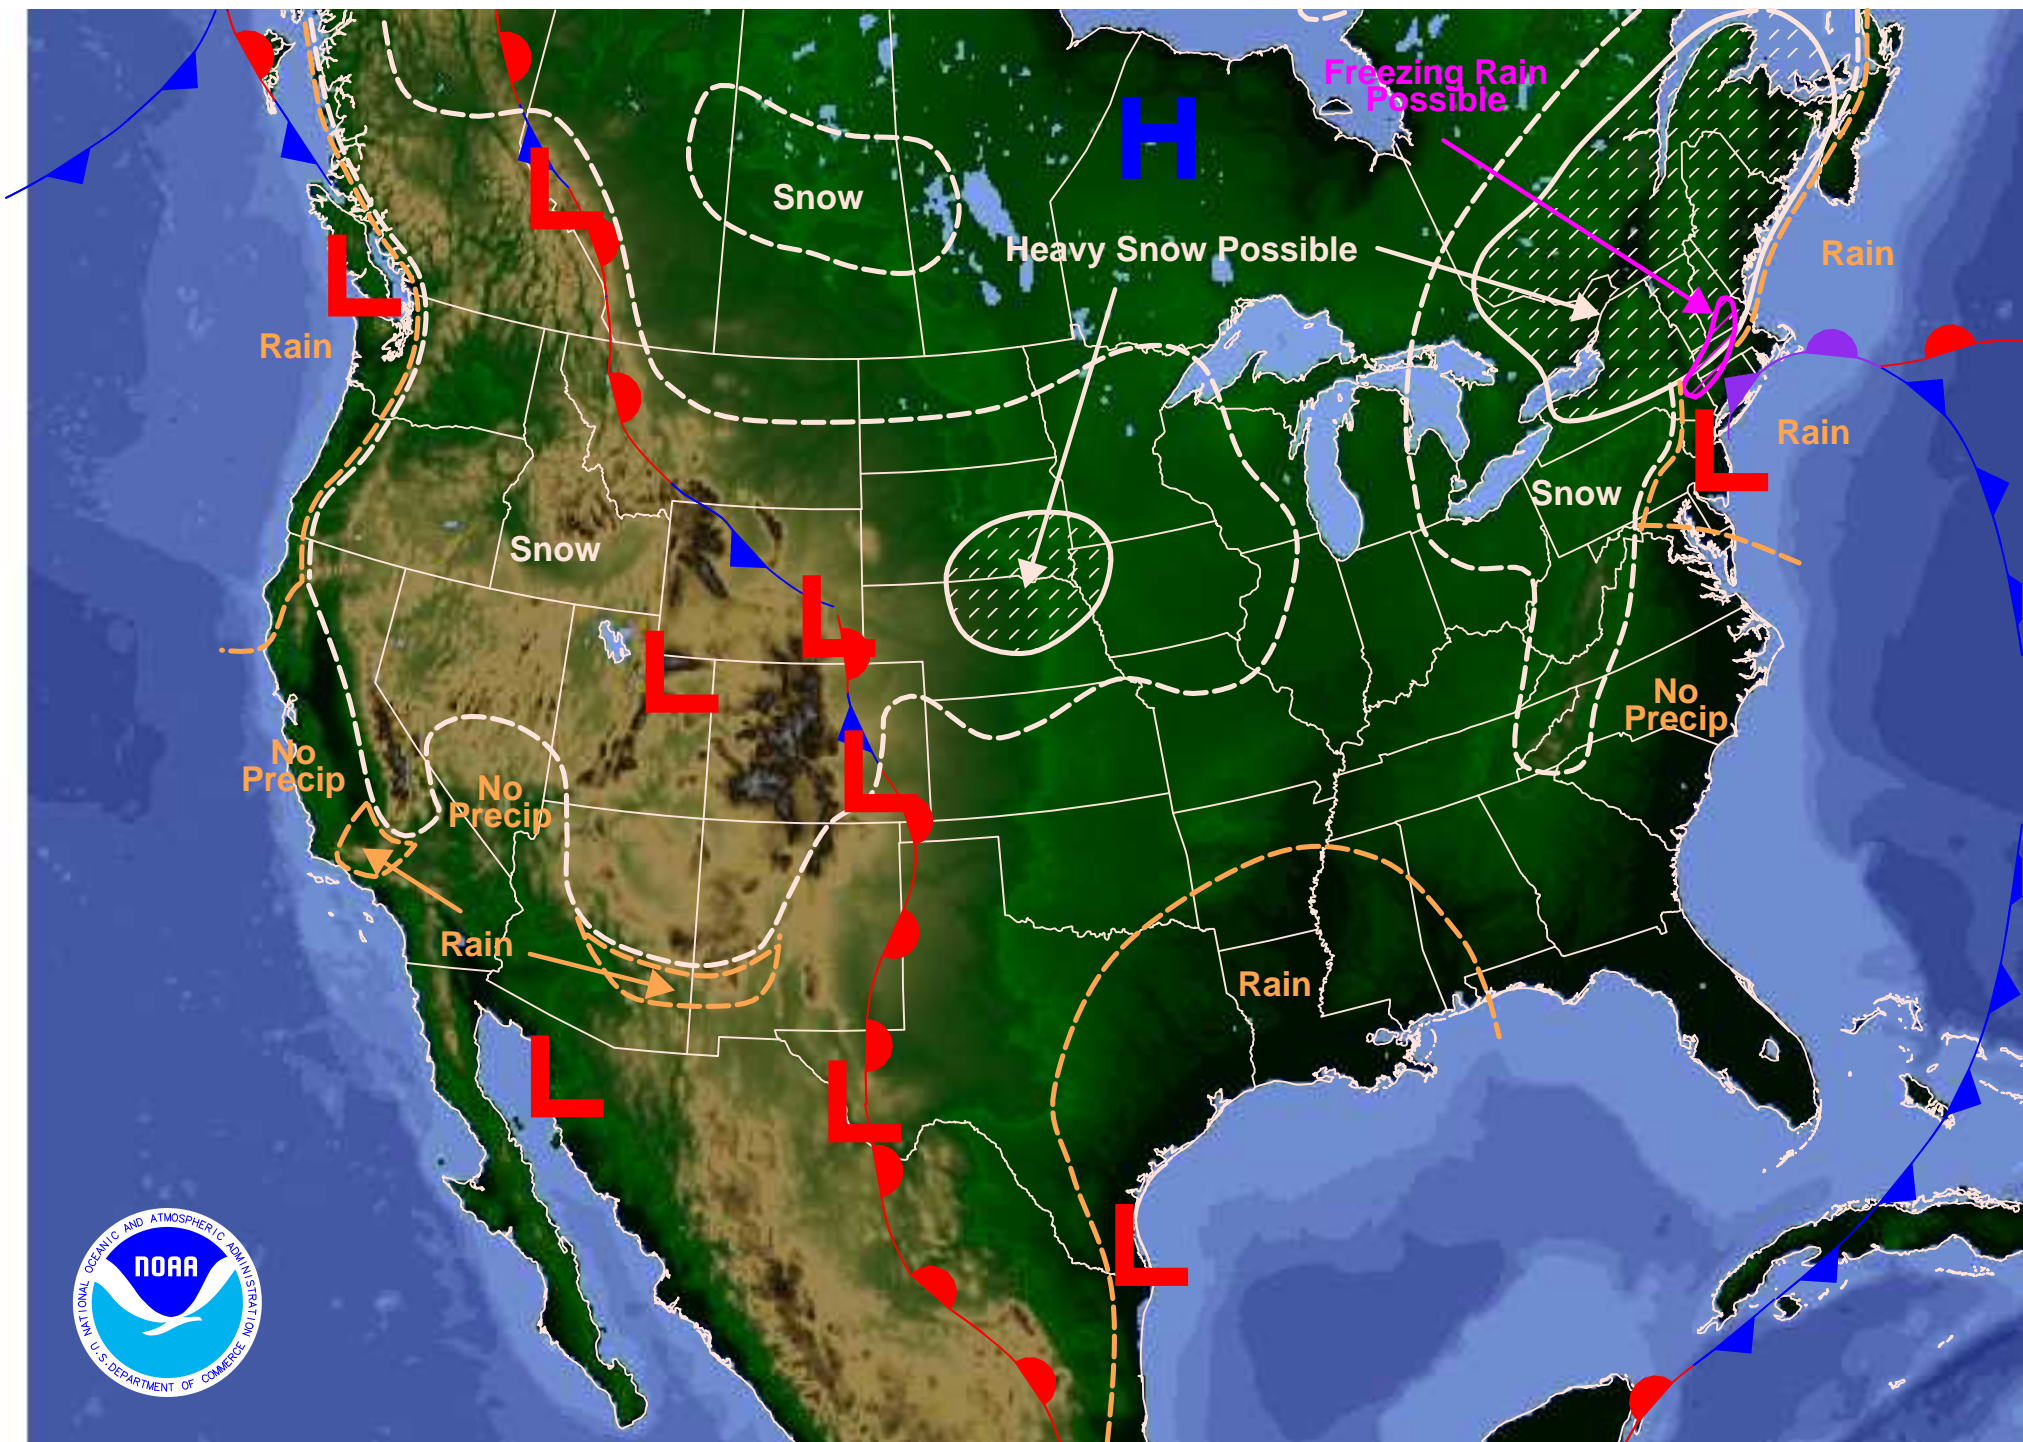 Freezing Rain
Possible
H
Snow
L
Heavy Snow Possible
Rain
L
Rain
Rain
L
Snow
Snow
L
L
No
Precip
No
Precip
L
No
Precip
Rain
Rain
L
L
L
NATIONAL OCEANIC AND ATMOSPHERIC ADMINISTRATION
NOAA
U.S. DEPARTMENT OF COMMERCE